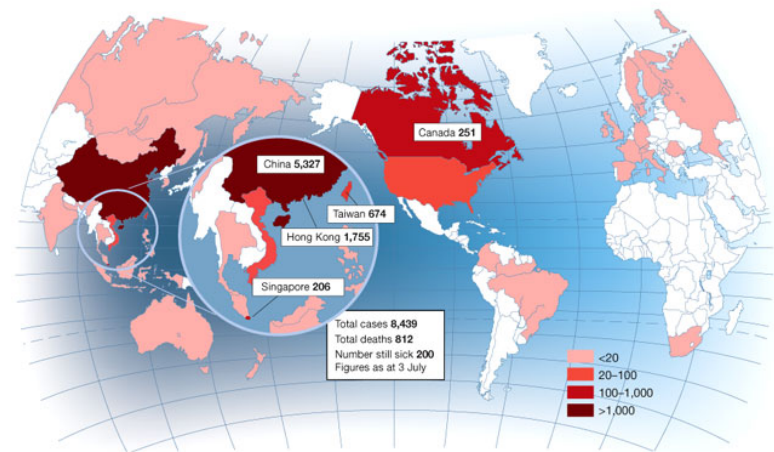 Canada 251
China 5,327
Taiwan 674
Hong Kong 1,755
Singapore 206
Total cases 8,439
Total deaths 812
Number still sick 200
Figures as at 3 July
<20
20–100
100–1,000
>1,000